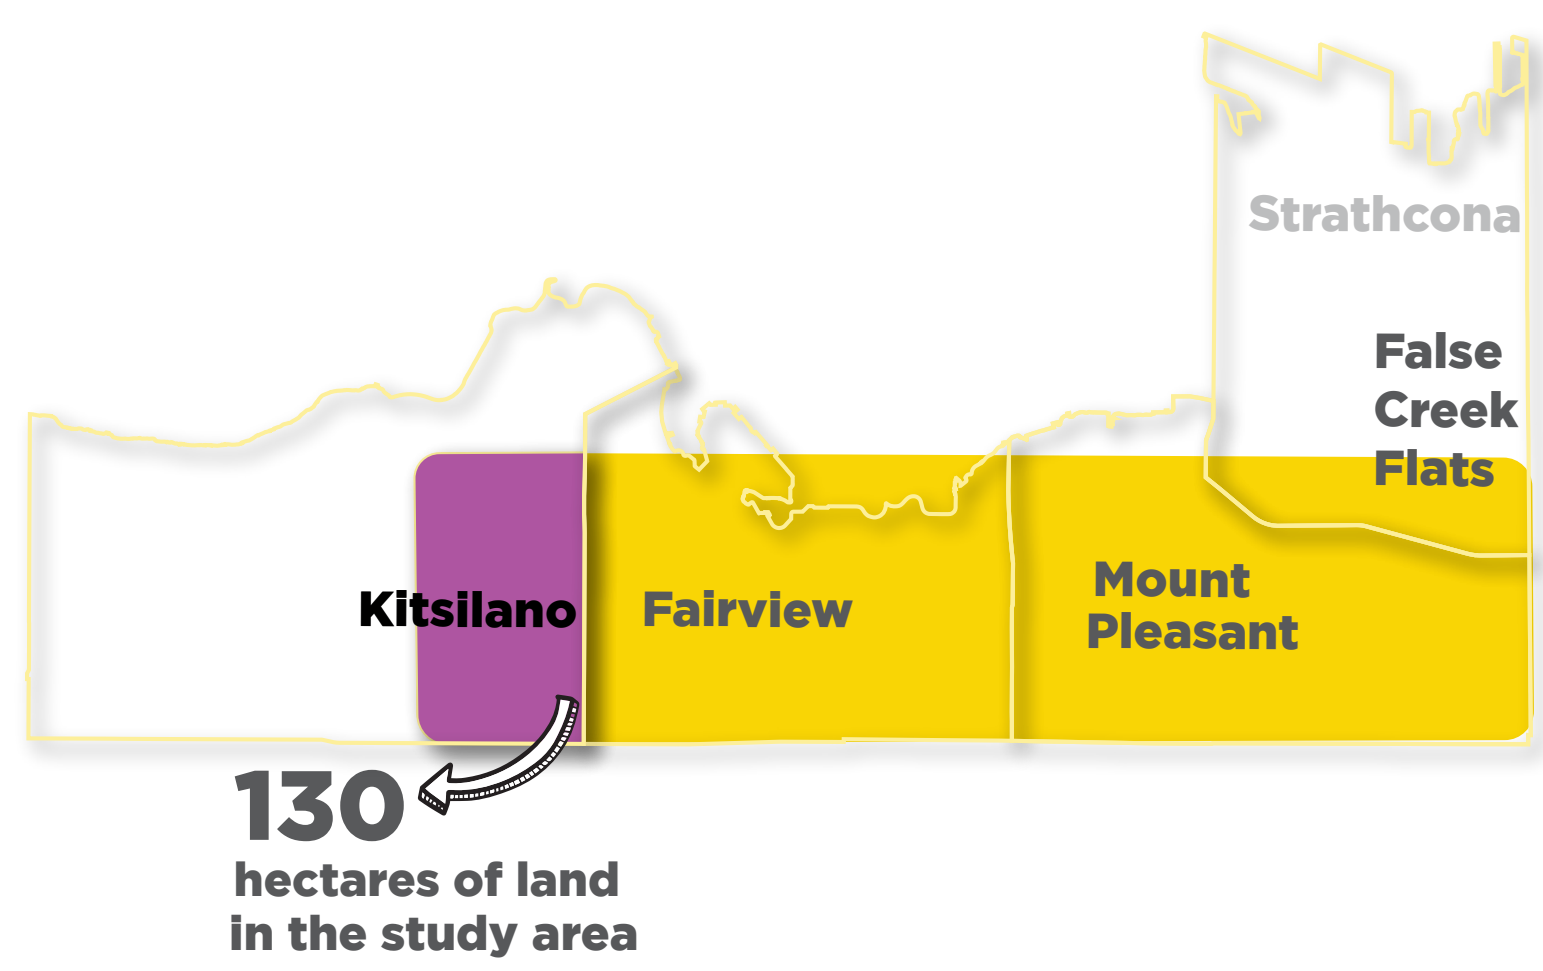 Strathcona
False
Creek
Flats
Kitsilano
Fairview
Mount
Pleasant
130
hectares of land
in the study area